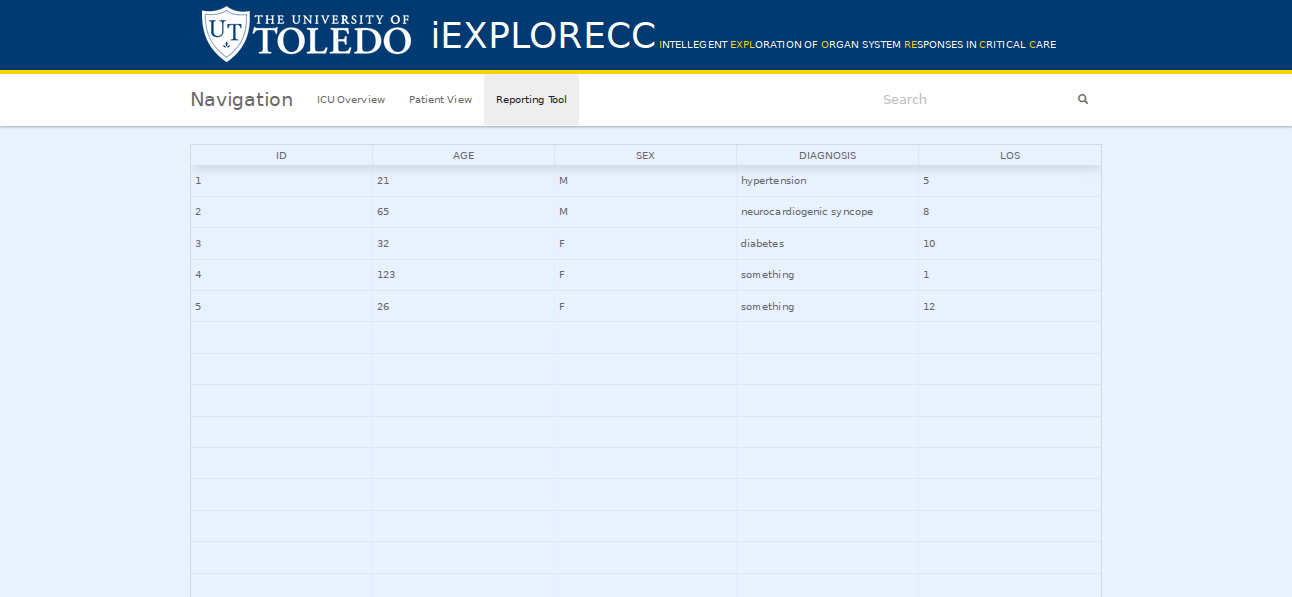 UT THE UNIVERSITY OF
TOLEDO
iEXPLORECC INTELLEGENT EXPLORATION OF ORGAN SYSTEM RESPONSES IN CRITICAL CARE
Navigation ICU Overview Patient View Reporting Tool Search
ID AGE SEX DIAGNOSIS LOS
1 21 M hypertension 5
2 65 M neurocardiogenic syncope 8
3 32 F diabetes 10
4 123 F something 1
5 26 F something 12